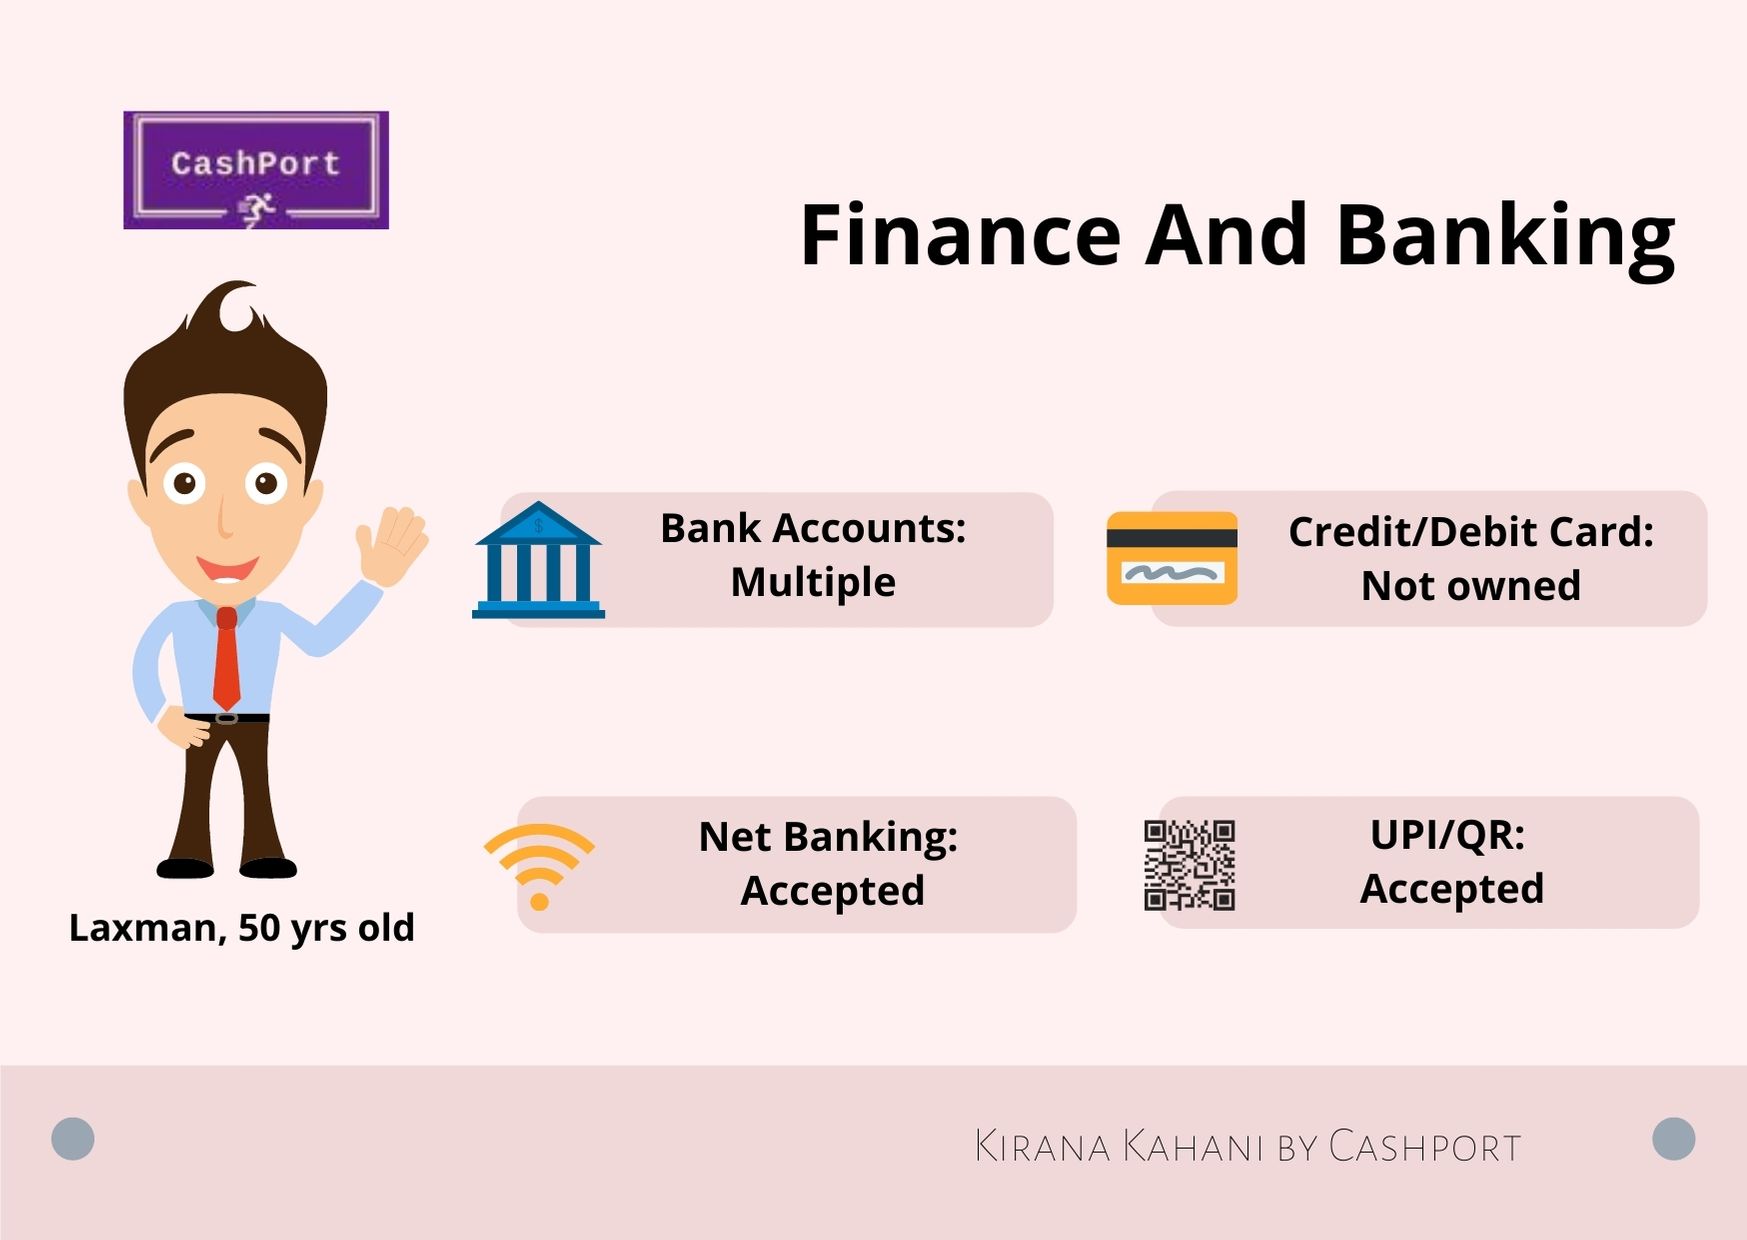 CashPort
Finance And Banking
Bank Accounts:
Multiple
Credit/Debit Card:
Not owned
Net Banking:
Accepted
UPI/QR:
Accepted
Laxman, 50 yrs old
Kirana Kahani by Cashport